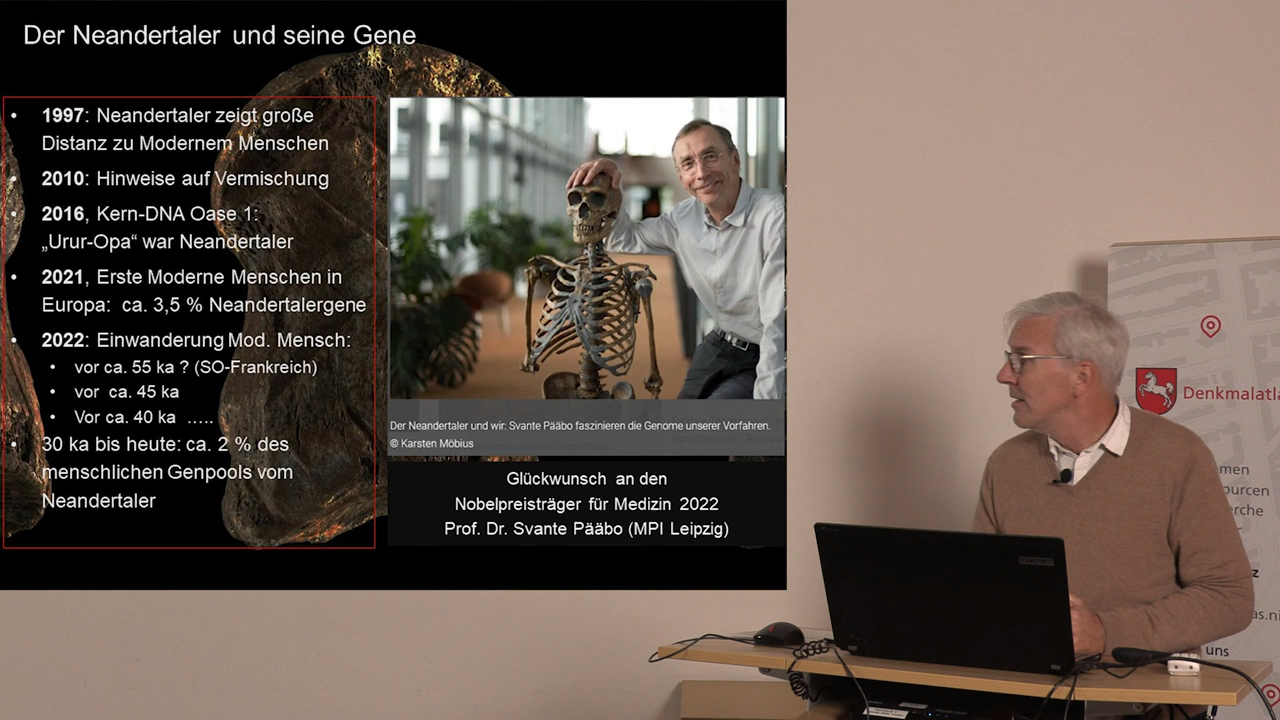 Der Neandertaler und seine Gene
• 1997: Neandertaler zeigt große
Distanz zu Modernem Menschen
• 2010: Hinweise auf Vermischung
• 2016, Kern-DNA Oase 1:
„Urur-Opa“ war Neandertaler
• 2021, Erste Moderne Menschen in
Europa: ca. 3,5 % Neandertalergene
• 2022: Einwanderung Mod. Mensch:
• vor ca. 55 ka ? (SO-Frankreich)
• vor ca. 45 ka
• Vor ca. 40 ka .....
• 30 ka bis heute: ca. 2 % des
menschlichen Genpools vom
Neandertaler
Der Neandertaler und wir: Svante Pääbo faszinieren die Genome unserer Vorfahren.
© Karsten Möbius
Glückwunsch an den
Nobelpreisträger für Medizin 2022
Prof. Dr. Svante Pääbo (MPI Leipzig)
Denkmalatla
men
ourcen
erche
z
as.ni
uns